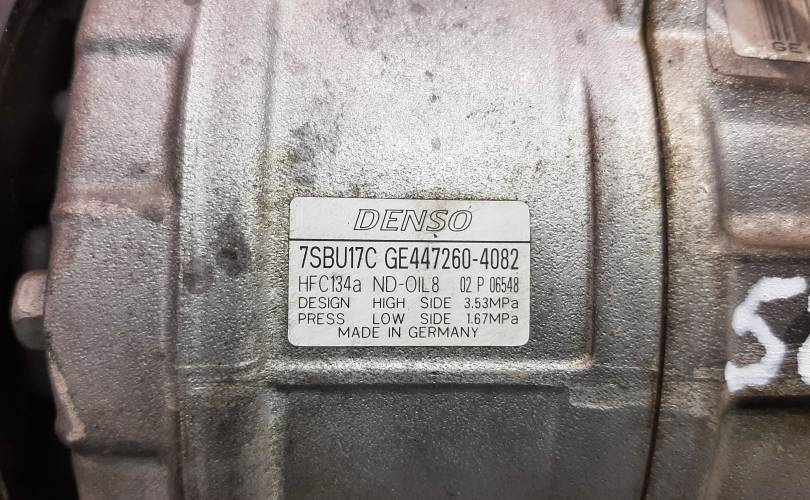 GE
DENSO
7SBU17C GE447260-4082
HFC134a ND-OIL8 02 P 06548
DESIGN HIGH SIDE 3.53MPa
PRESS LOW SIDE 1.67MPa
MADE IN GERMANY